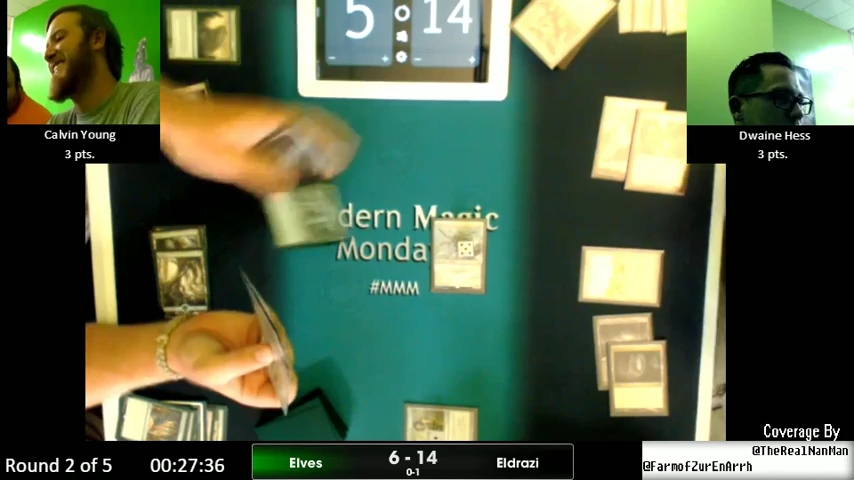 5 14
Calvin Young
3 pts.
Dwaine Hess
3 pts.
dern Magic
Monda
#MMM
Coverage By
@TheRealNanMan
@FarmofZurEnArrh
Round 2 of 5
00:27:36
Elves
6 - 14
0-1
Eldrazi